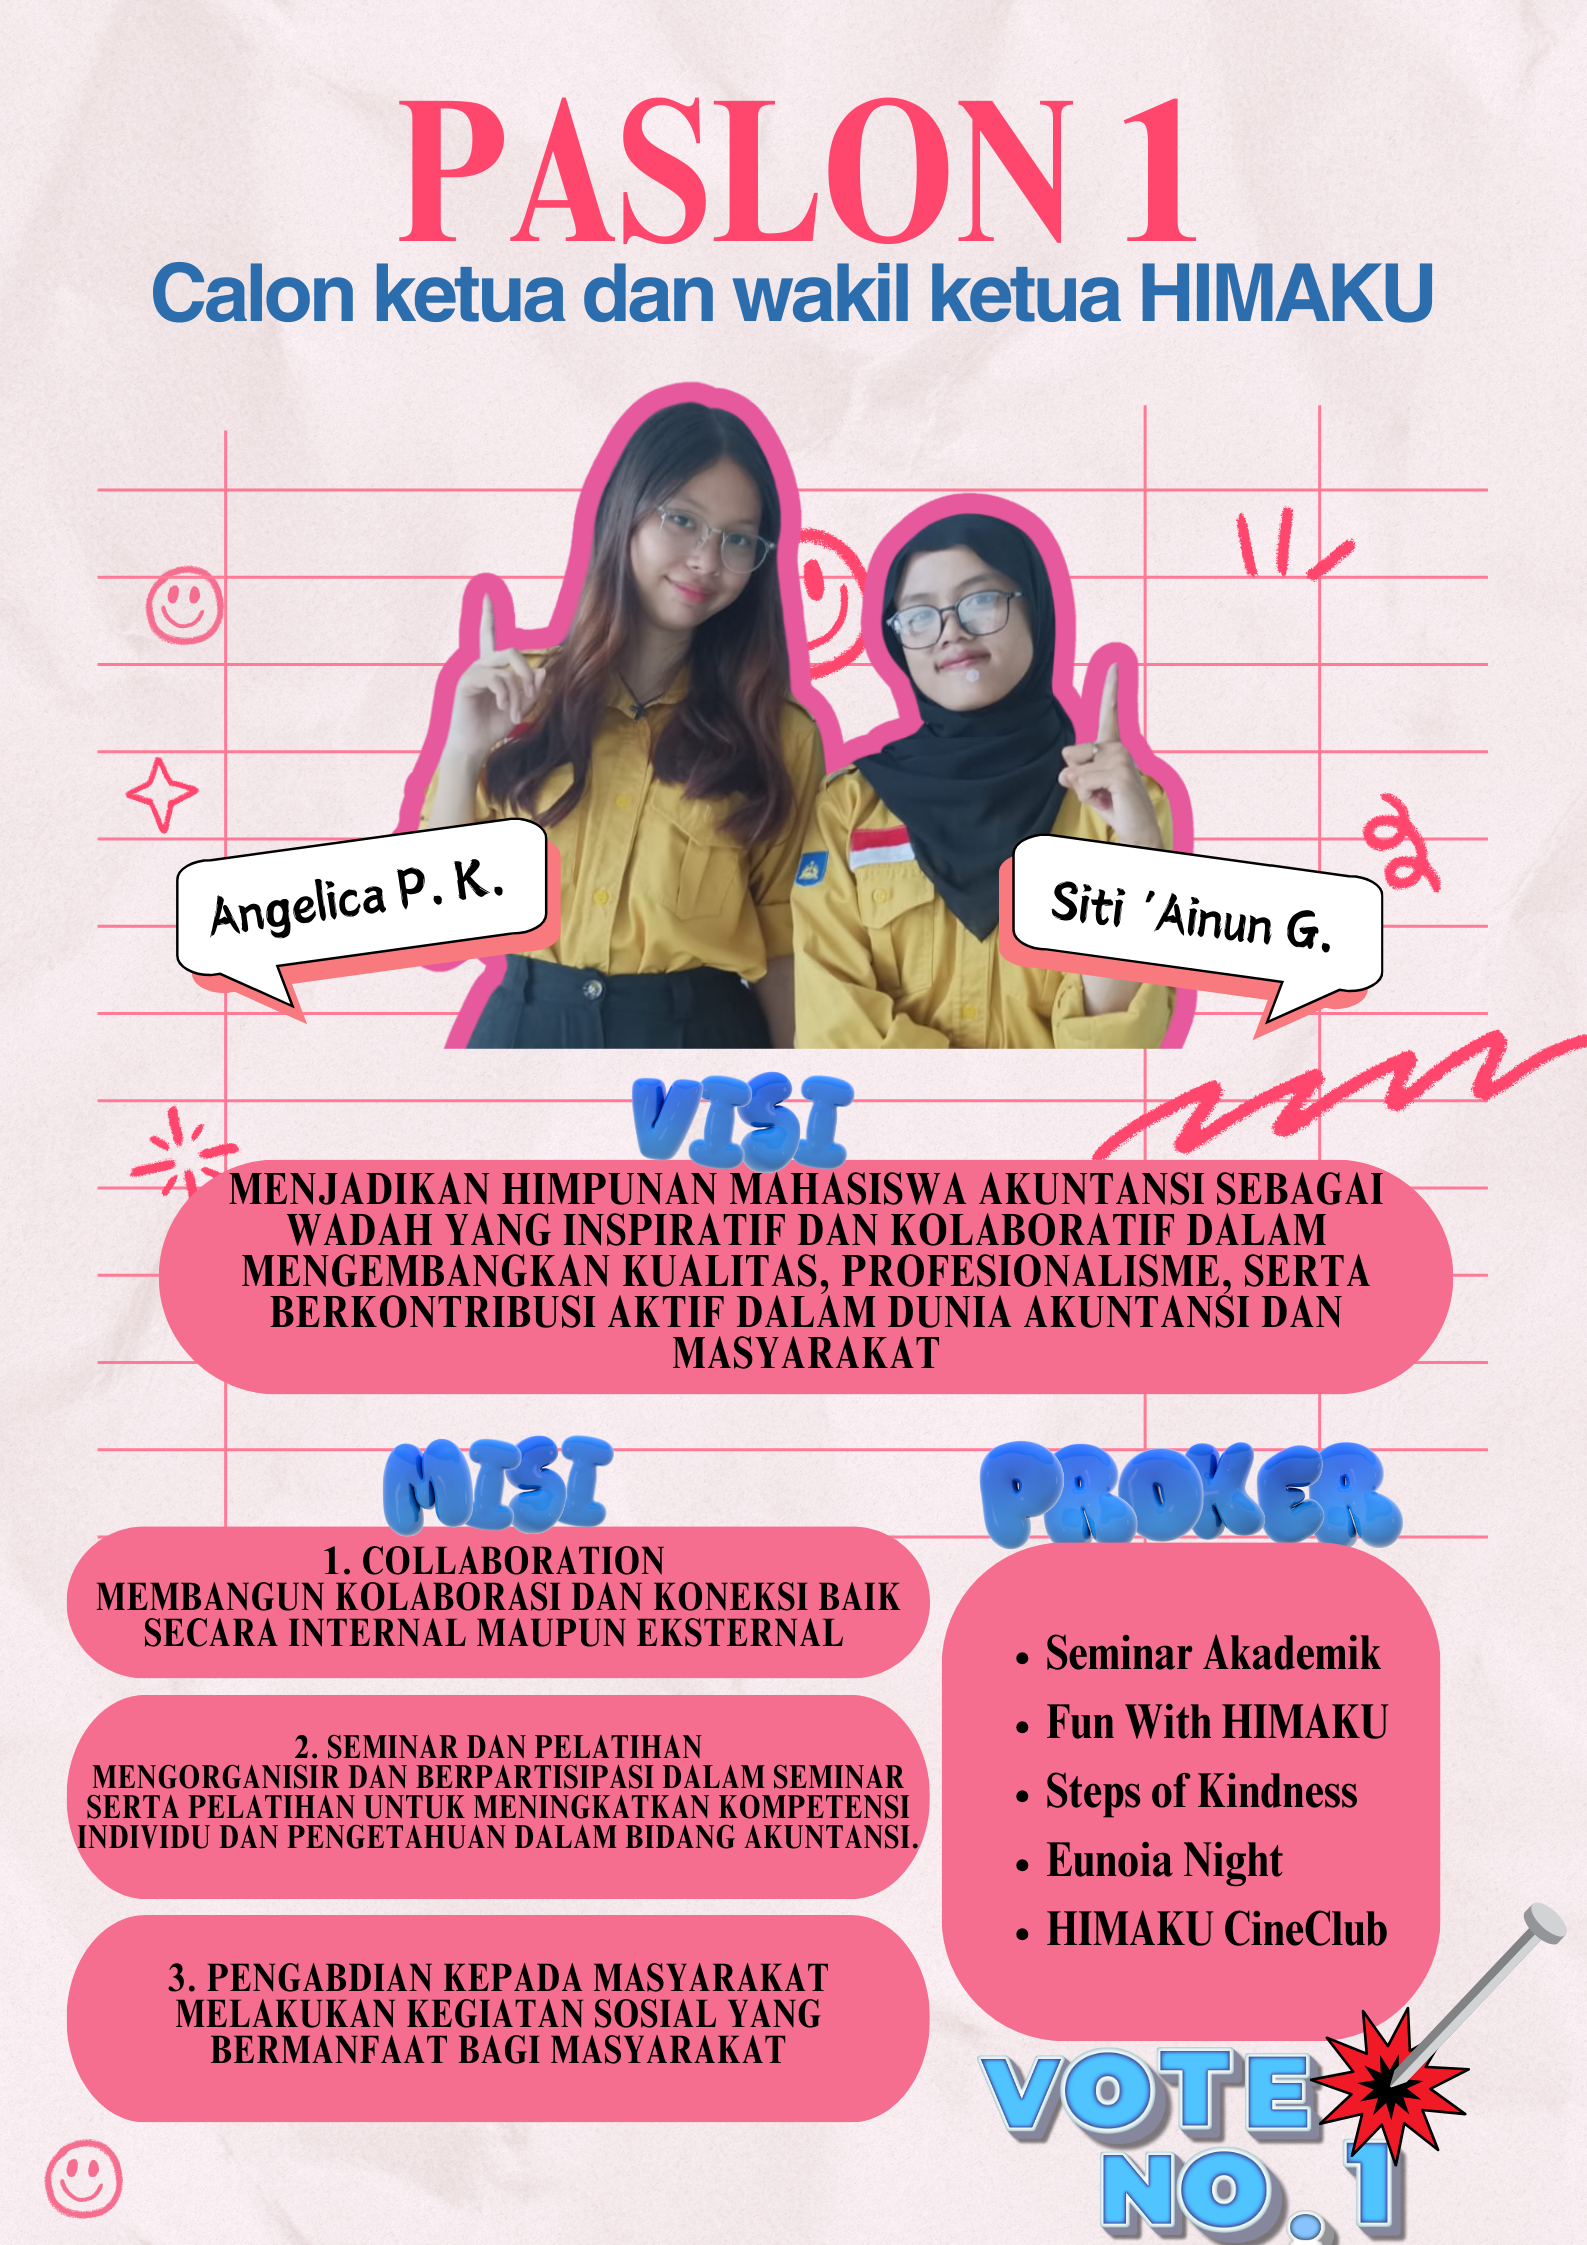 PASLON 1
Calon ketua dan wakil ketua HIMAKU
Angelica P. K.
Siti 'Ainun G.
VISI
MENJADIKAN HIMPUNAN MAHASISWA AKUNTANSI SEBAGAI
WADAH YANG INSPIRATIF DAN KOLABORATIF DALAM
MENGEMBANGKAN KUALITAS, PROFESIONALISME, SERTA
BERKONTRIBUSI AKTIF DALAM DUNIA AKUNTANSI DAN
MASYARAKAT
MISI
1. COLLABORATION
MEMBANGUN KOLABORASI DAN KONEKSI BAIK
SECARA INTERNAL MAUPUN EKSTERNAL
2. SEMINAR DAN PELATIHAN
MENGORGANISIR DAN BERPARTISIPASI DALAM SEMINAR
SERTA PELATIHAN UNTUK MENINGKATKAN KOMPETENSI
INDIVIDU DAN PENGETAHUAN DALAM BIDANG AKUNTANSI.
3. PENGABDIAN KEPADA MASYARAKAT
MELAKUKAN KEGIATAN SOSIAL YANG
BERMANFAAT BAGI MASYARAKAT
PROKER
• Seminar Akademik
• Fun With HIMAKU
• Steps of Kindness
• Eunoia Night
• HIMAKU CineClub
VOTE
NO.1